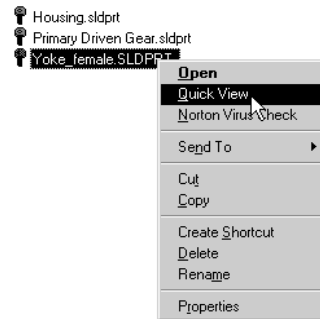 Housing.sldprt
Primary Driven Gear.sldprt
Yoke_female.SLDPRT
Open
Quick View
Norton Virus Check
Send To
Cut
Copy
Create Shortcut
Delete
Rename
Properties